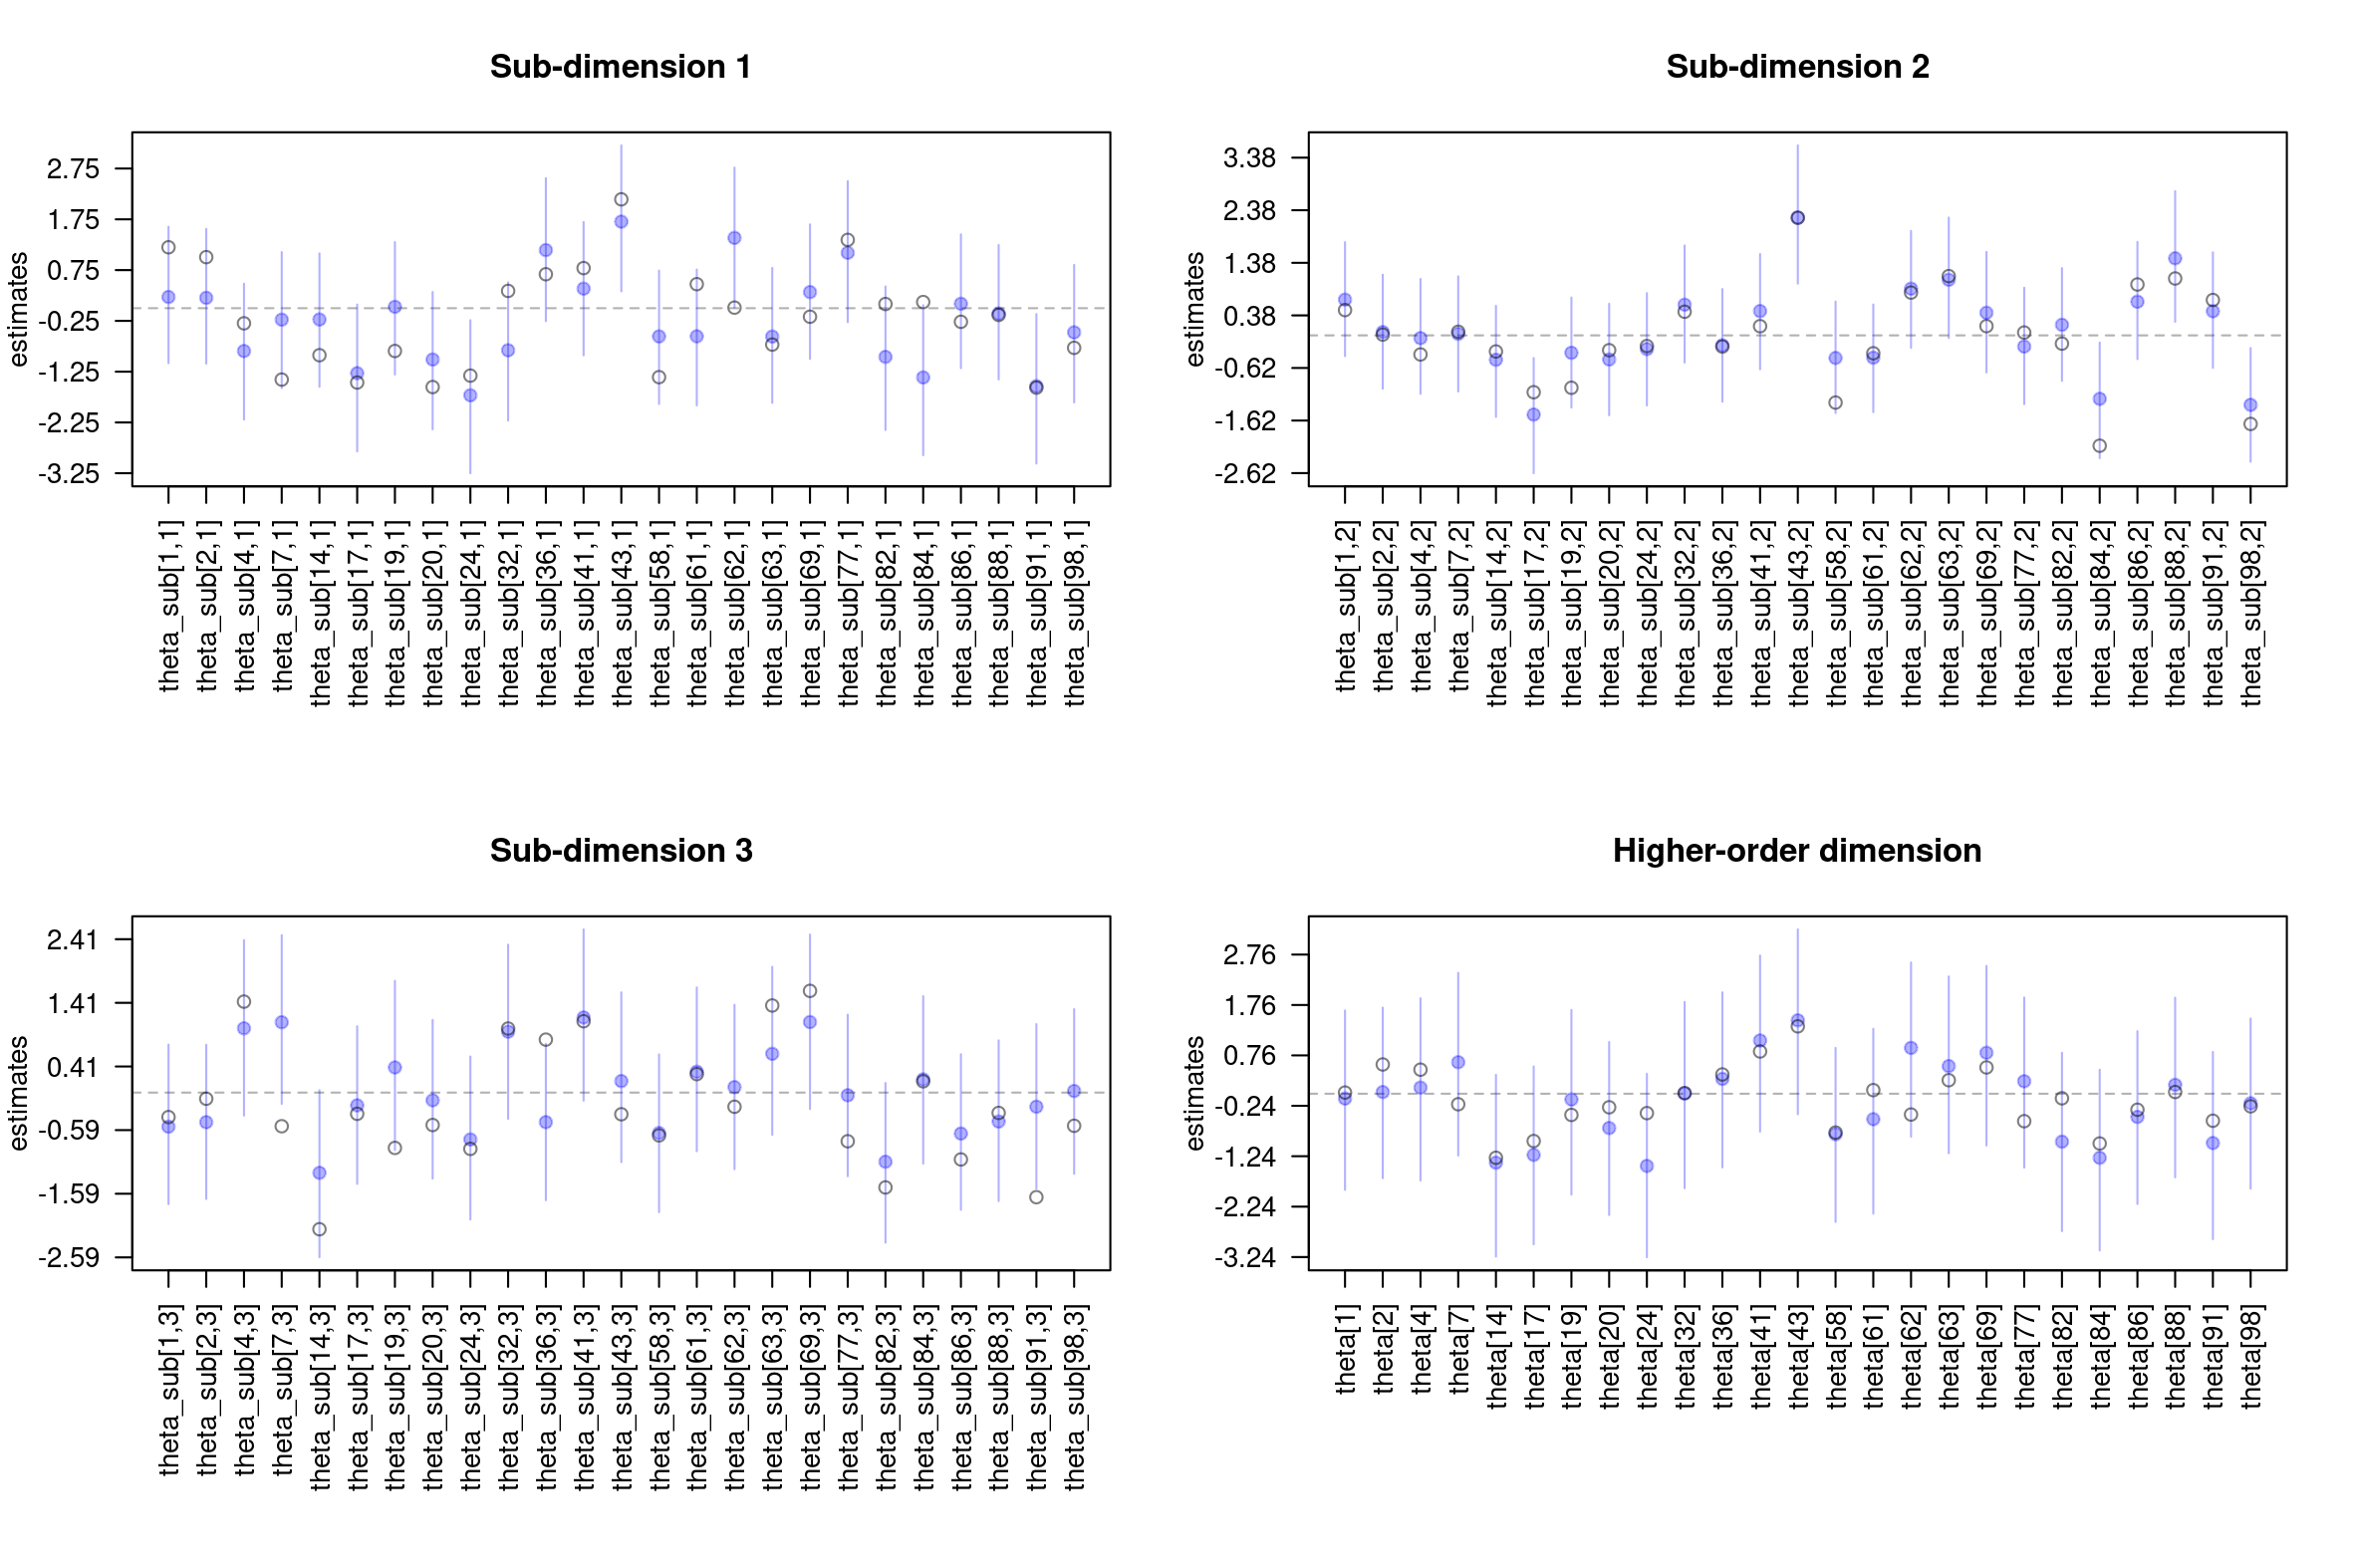 Sub-dimension 1
estimates
2.75
1.75
0.75
-0.25
-1.25
-2.25
-3.25
theta_sub[1,1]
theta_sub[2,1]
theta_sub[4,1]
theta_sub[7,1]
theta_sub[14,1]
theta_sub[17,1]
theta_sub[19,1]
theta_sub[20,1]
theta_sub[24,1]
theta_sub[32,1]
theta_sub[36,1]
theta_sub[41,1]
theta_sub[43,1]
theta_sub[58,1]
theta_sub[61,1]
theta_sub[62,1]
theta_sub[63,1]
theta_sub[69,1]
theta_sub[77,1]
theta_sub[82,1]
theta_sub[84,1]
theta_sub[86,1]
theta_sub[88,1]
theta_sub[91,1]
theta_sub[98,1]
Sub-dimension 2
estimates
3.38
2.38
1.38
0.38
-0.62
-1.62
-2.62
theta_sub[1,2]
theta_sub[2,2]
theta_sub[4,2]
theta_sub[7,2]
theta_sub[14,2]
theta_sub[17,2]
theta_sub[19,2]
theta_sub[20,2]
theta_sub[24,2]
theta_sub[32,2]
theta_sub[36,2]
theta_sub[41,2]
theta_sub[43,2]
theta_sub[58,2]
theta_sub[61,2]
theta_sub[62,2]
theta_sub[63,2]
theta_sub[69,2]
theta_sub[77,2]
theta_sub[82,2]
theta_sub[84,2]
theta_sub[86,2]
theta_sub[88,2]
theta_sub[91,2]
theta_sub[98,2]
Sub-dimension 3
estimates
2.41
1.41
0.41
-0.59
-1.59
-2.59
theta_sub[1,3]
theta_sub[2,3]
theta_sub[4,3]
theta_sub[7,3]
theta_sub[14,3]
theta_sub[17,3]
theta_sub[19,3]
theta_sub[20,3]
theta_sub[24,3]
theta_sub[32,3]
theta_sub[36,3]
theta_sub[41,3]
theta_sub[43,3]
theta_sub[58,3]
theta_sub[61,3]
theta_sub[62,3]
theta_sub[63,3]
theta_sub[69,3]
theta_sub[77,3]
theta_sub[82,3]
theta_sub[84,3]
theta_sub[86,3]
theta_sub[88,3]
theta_sub[91,3]
theta_sub[98,3]
Higher-order dimension
estimates
2.76
1.76
0.76
-0.24
-1.24
-2.24
-3.24
theta[1]
theta[2]
theta[4]
theta[7]
theta[14]
theta[17]
theta[19]
theta[20]
theta[24]
theta[32]
theta[36]
theta[41]
theta[43]
theta[58]
theta[61]
theta[62]
theta[63]
theta[69]
theta[77]
theta[82]
theta[84]
theta[86]
theta[88]
theta[91]
theta[98]